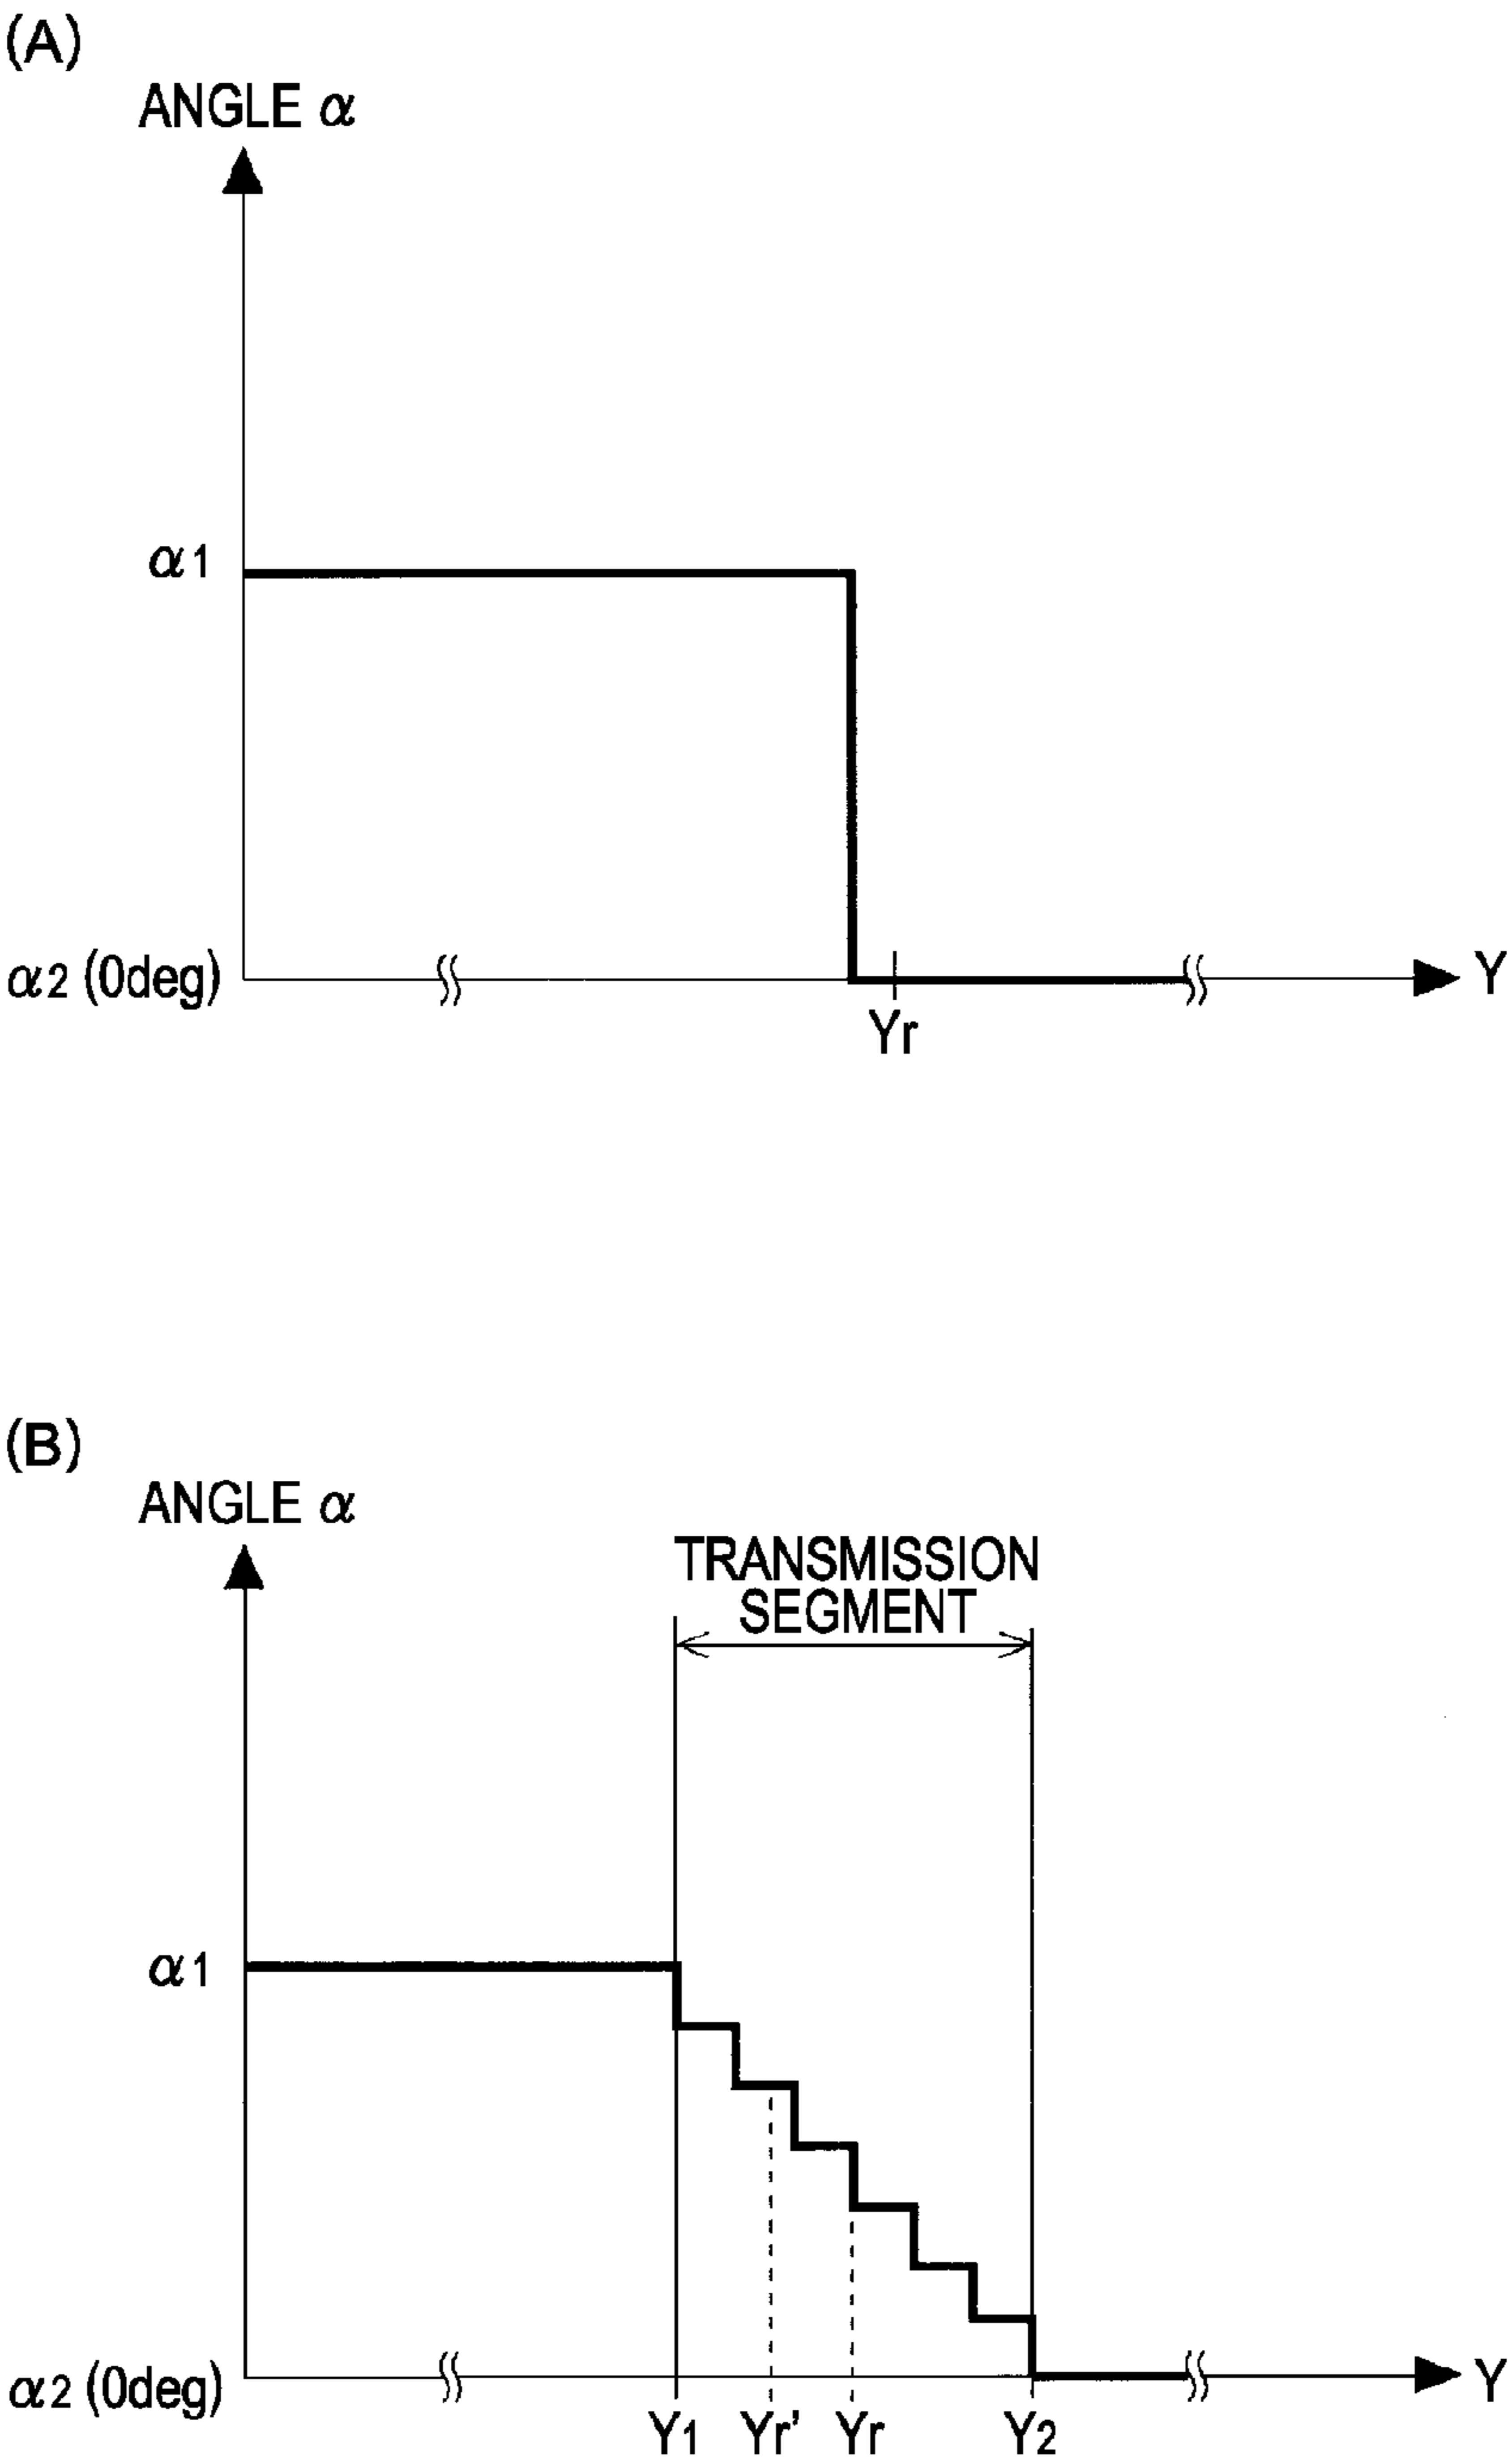 (A)
ANGLE α
α1
α2 (0deg)
Y
Yr
(B)
ANGLE α
TRANSMISSION
SEGMENT
α1
α2 (0deg)
Y
Y1 Yr' Yr Y2